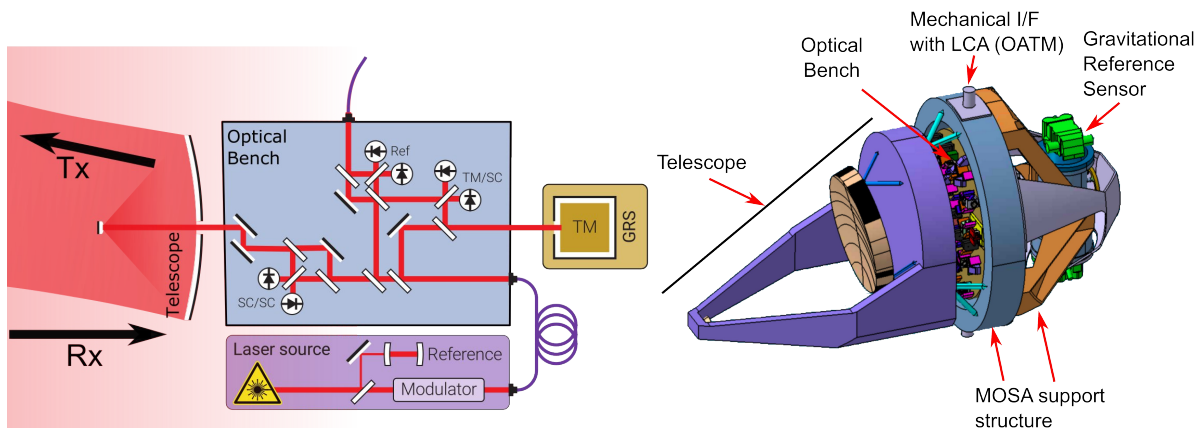 Tx
Rx
Telescope
Optical
Bench
Ref
TM/SC
SC/SC
TM
GRS
Laser source
Reference
Modulator
Telescope
Optical
Bench
Mechanical I/F
with LCA (OATM)
Gravitational
Reference
Sensor
MOSA support
structure